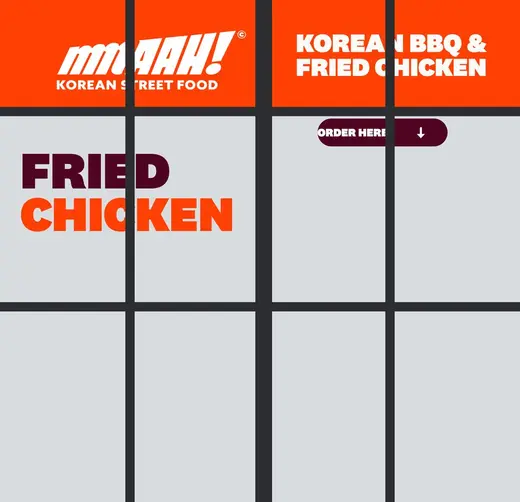 mmAAH! ©
KOREAN STREET FOOD
KOREAN BBQ &
FRIED CHICKEN
ORDER HERE ↓
FRIED
CHICKEN